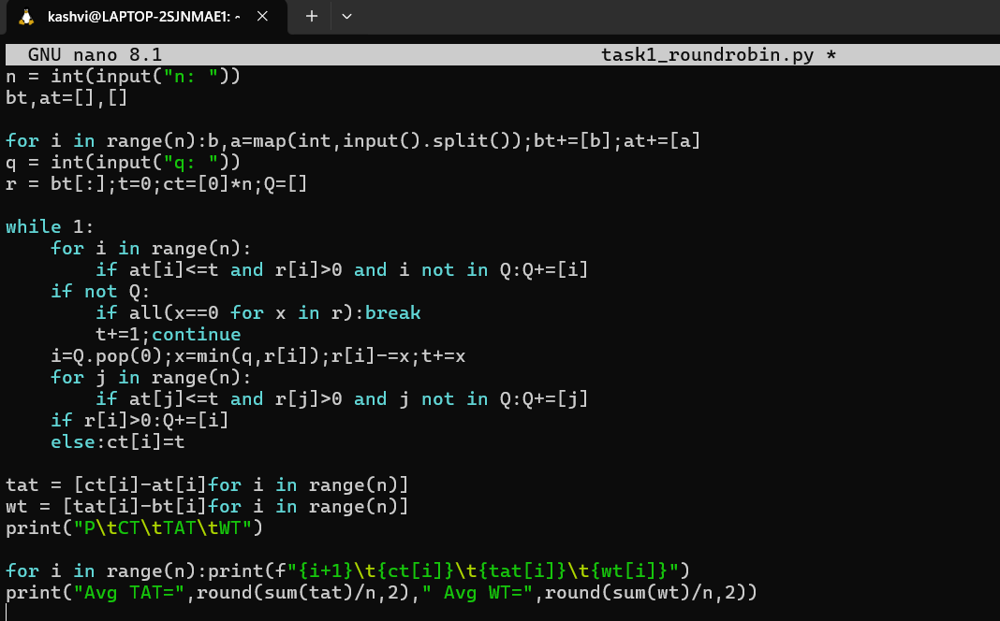 kashvi@LAPTOP-2SJNMAE1: ~
GNU nano 8.1 task1_roundrobin.py *
n = int(input("n: "))
bt,at=[],[]
for i in range(n):b,a=map(int,input().split());bt+=[b];at+=[a]
q = int(input("q: "))
r = bt[:];t=0;ct=[0]*n;Q=[]
while 1:
    for i in range(n):
        if at[i]<=t and r[i]>0 and i not in Q:Q+=[i]
    if not Q:
        if all(x==0 for x in r):break
        t+=1;continue
    i=Q.pop(0);x=min(q,r[i]);r[i]-=x;t+=x
    for j in range(n):
        if at[j]<=t and r[j]>0 and j not in Q:Q+=[j]
    if r[i]>0:Q+=[i]
    else:ct[i]=t
tat = [ct[i]-at[i]for i in range(n)]
wt = [tat[i]-bt[i]for i in range(n)]
print("P\tCT\tTAT\tWT")
for i in range(n):print(f"{i+1}\t{ct[i]}\t{tat[i]}\t{wt[i]}")
print("Avg TAT=",round(sum(tat)/n,2)," Avg WT=",round(sum(wt)/n,2))